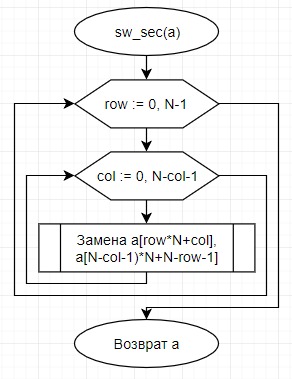 sw_sec(a)
row := 0, N-1
col := 0, N-col-1
Замена a[row*N+col],
a[N-col-1)*N+N-row-1]
Возврат a